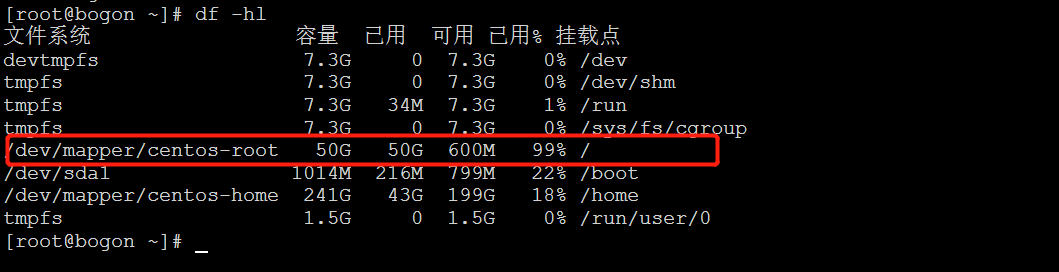 [root@bogon ~]# df -hl
文件系统 容量 已用 可用 已用% 挂载点
devtmpfs 7.3G 0 7.3G 0% /dev
tmpfs 7.3G 0 7.3G 0% /dev/shm
tmpfs 7.3G 34M 7.3G 1% /run
tmpfs 7.3G 0 7.3G 0% /sys/fs/cgroup
/dev/mapper/centos-root 50G 50G 600M 99% /
/dev/sda1 1014M 216M 799M 22% /boot
/dev/mapper/centos-home 241G 43G 199G 18% /home
tmpfs 1.5G 0 1.5G 0% /run/user/0
[root@bogon ~]# _